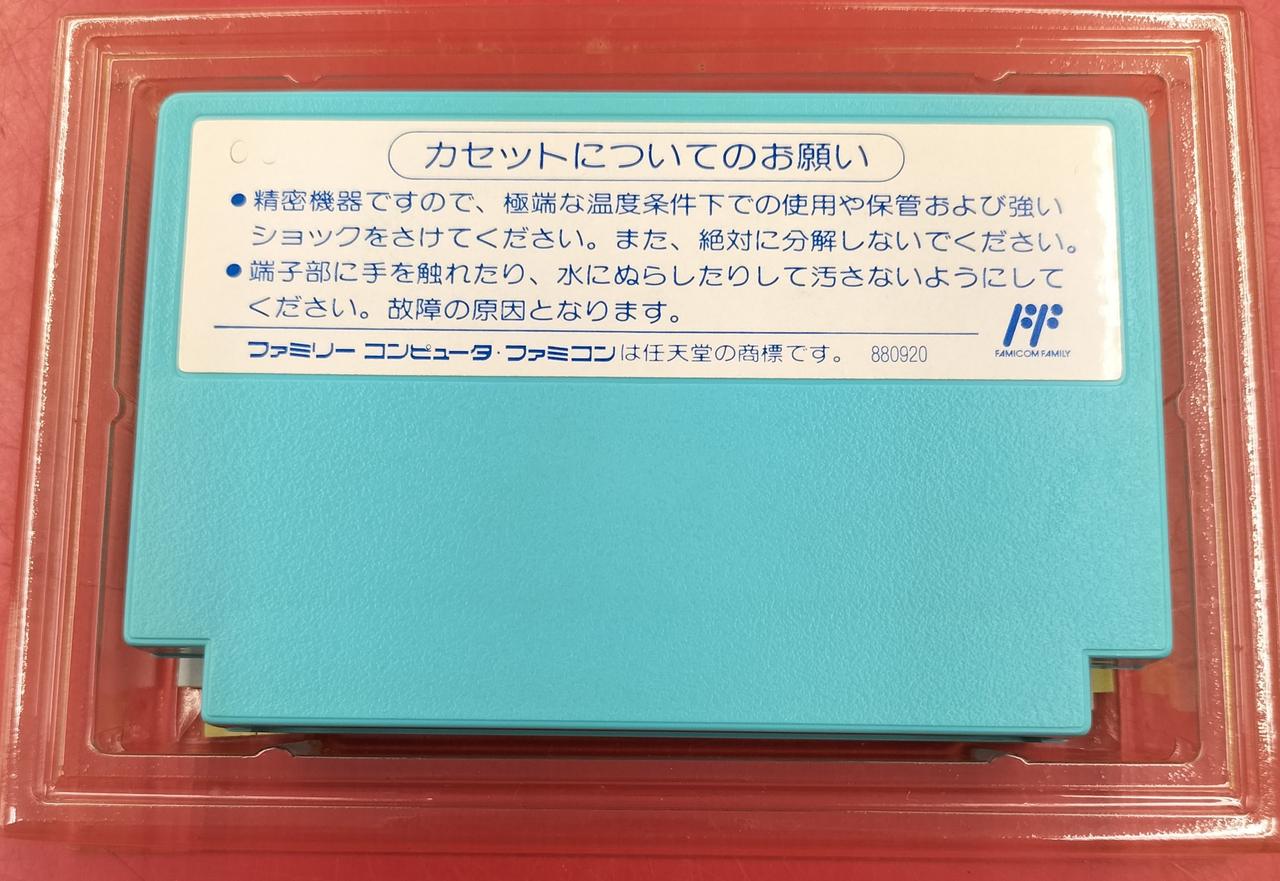 カセットについてのお願い
●精密機器ですので、極端な温度条件下での使用や保管および強い
ショックをさけてください。また、絶対に分解しないでください。
●端子部に手を触れたり、水にぬらしたりして汚さないようにして
ください。故障の原因となります。
FF
FAMICOM FAMILY
ファミリー コンピュータ・ファミコンは任天堂の商標です。 880920